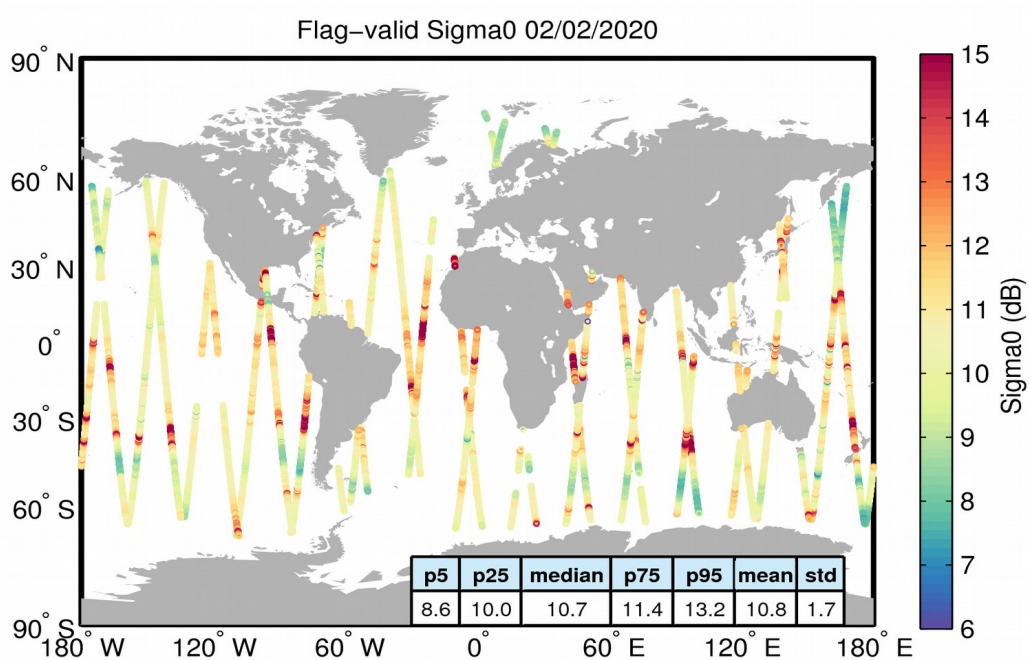 Flag−valid Sigma0 02/02/2020
90° N
60° N
30° N
0°
30° S
60° S
90° S
180° W
120° W
60° W
0°
60° E
120° E
180° E
15
14
13
12
11
10
9
8
7
6
Sigma0 (dB)
p5 p25 median p75 p95 mean std
8.6 10.0 10.7 11.4 13.2 10.8 1.7